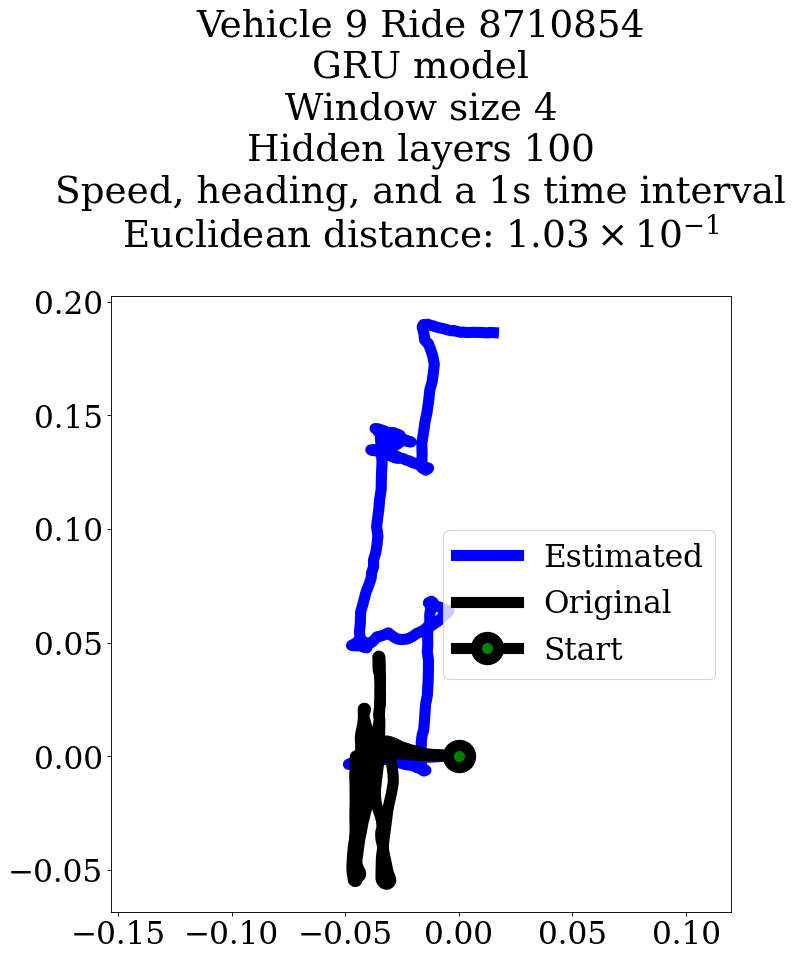 Vehicle 9 Ride 8710854
GRU model
Window size 4
Hidden layers 100
Speed, heading, and a 1s time interval
Euclidean distance: 1.03 × 10⁻¹
0.20
0.15
0.10
0.05
0.00
−0.05
Estimated
Original
Start
−0.15 −0.10 −0.05 0.00 0.05 0.10